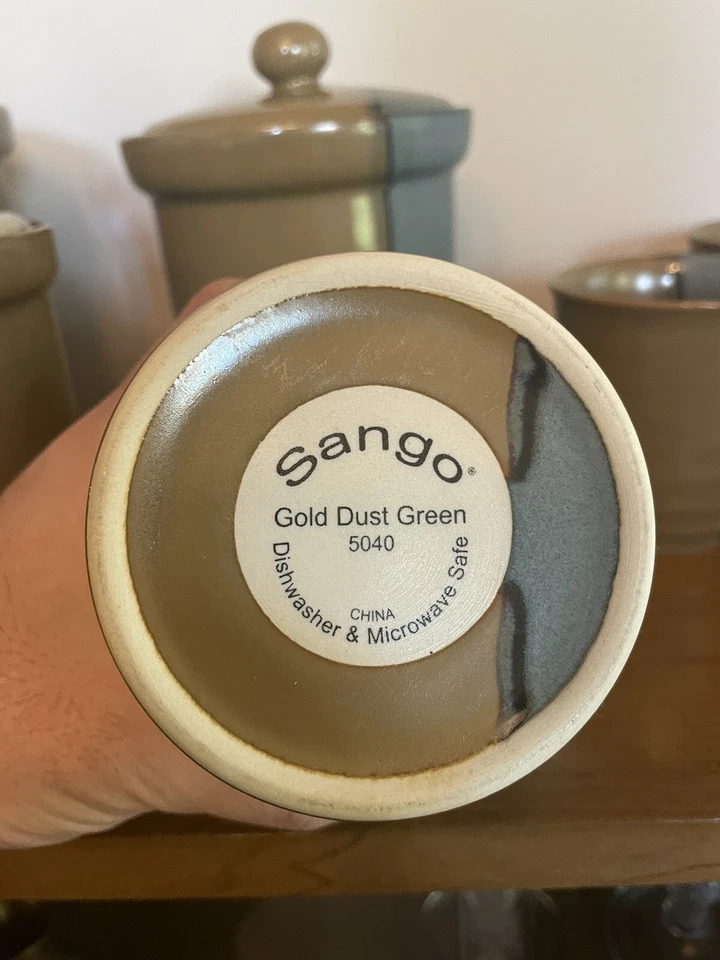 Sango®
Gold Dust Green
5040
CHINA
Dishwasher & Microwave Safe